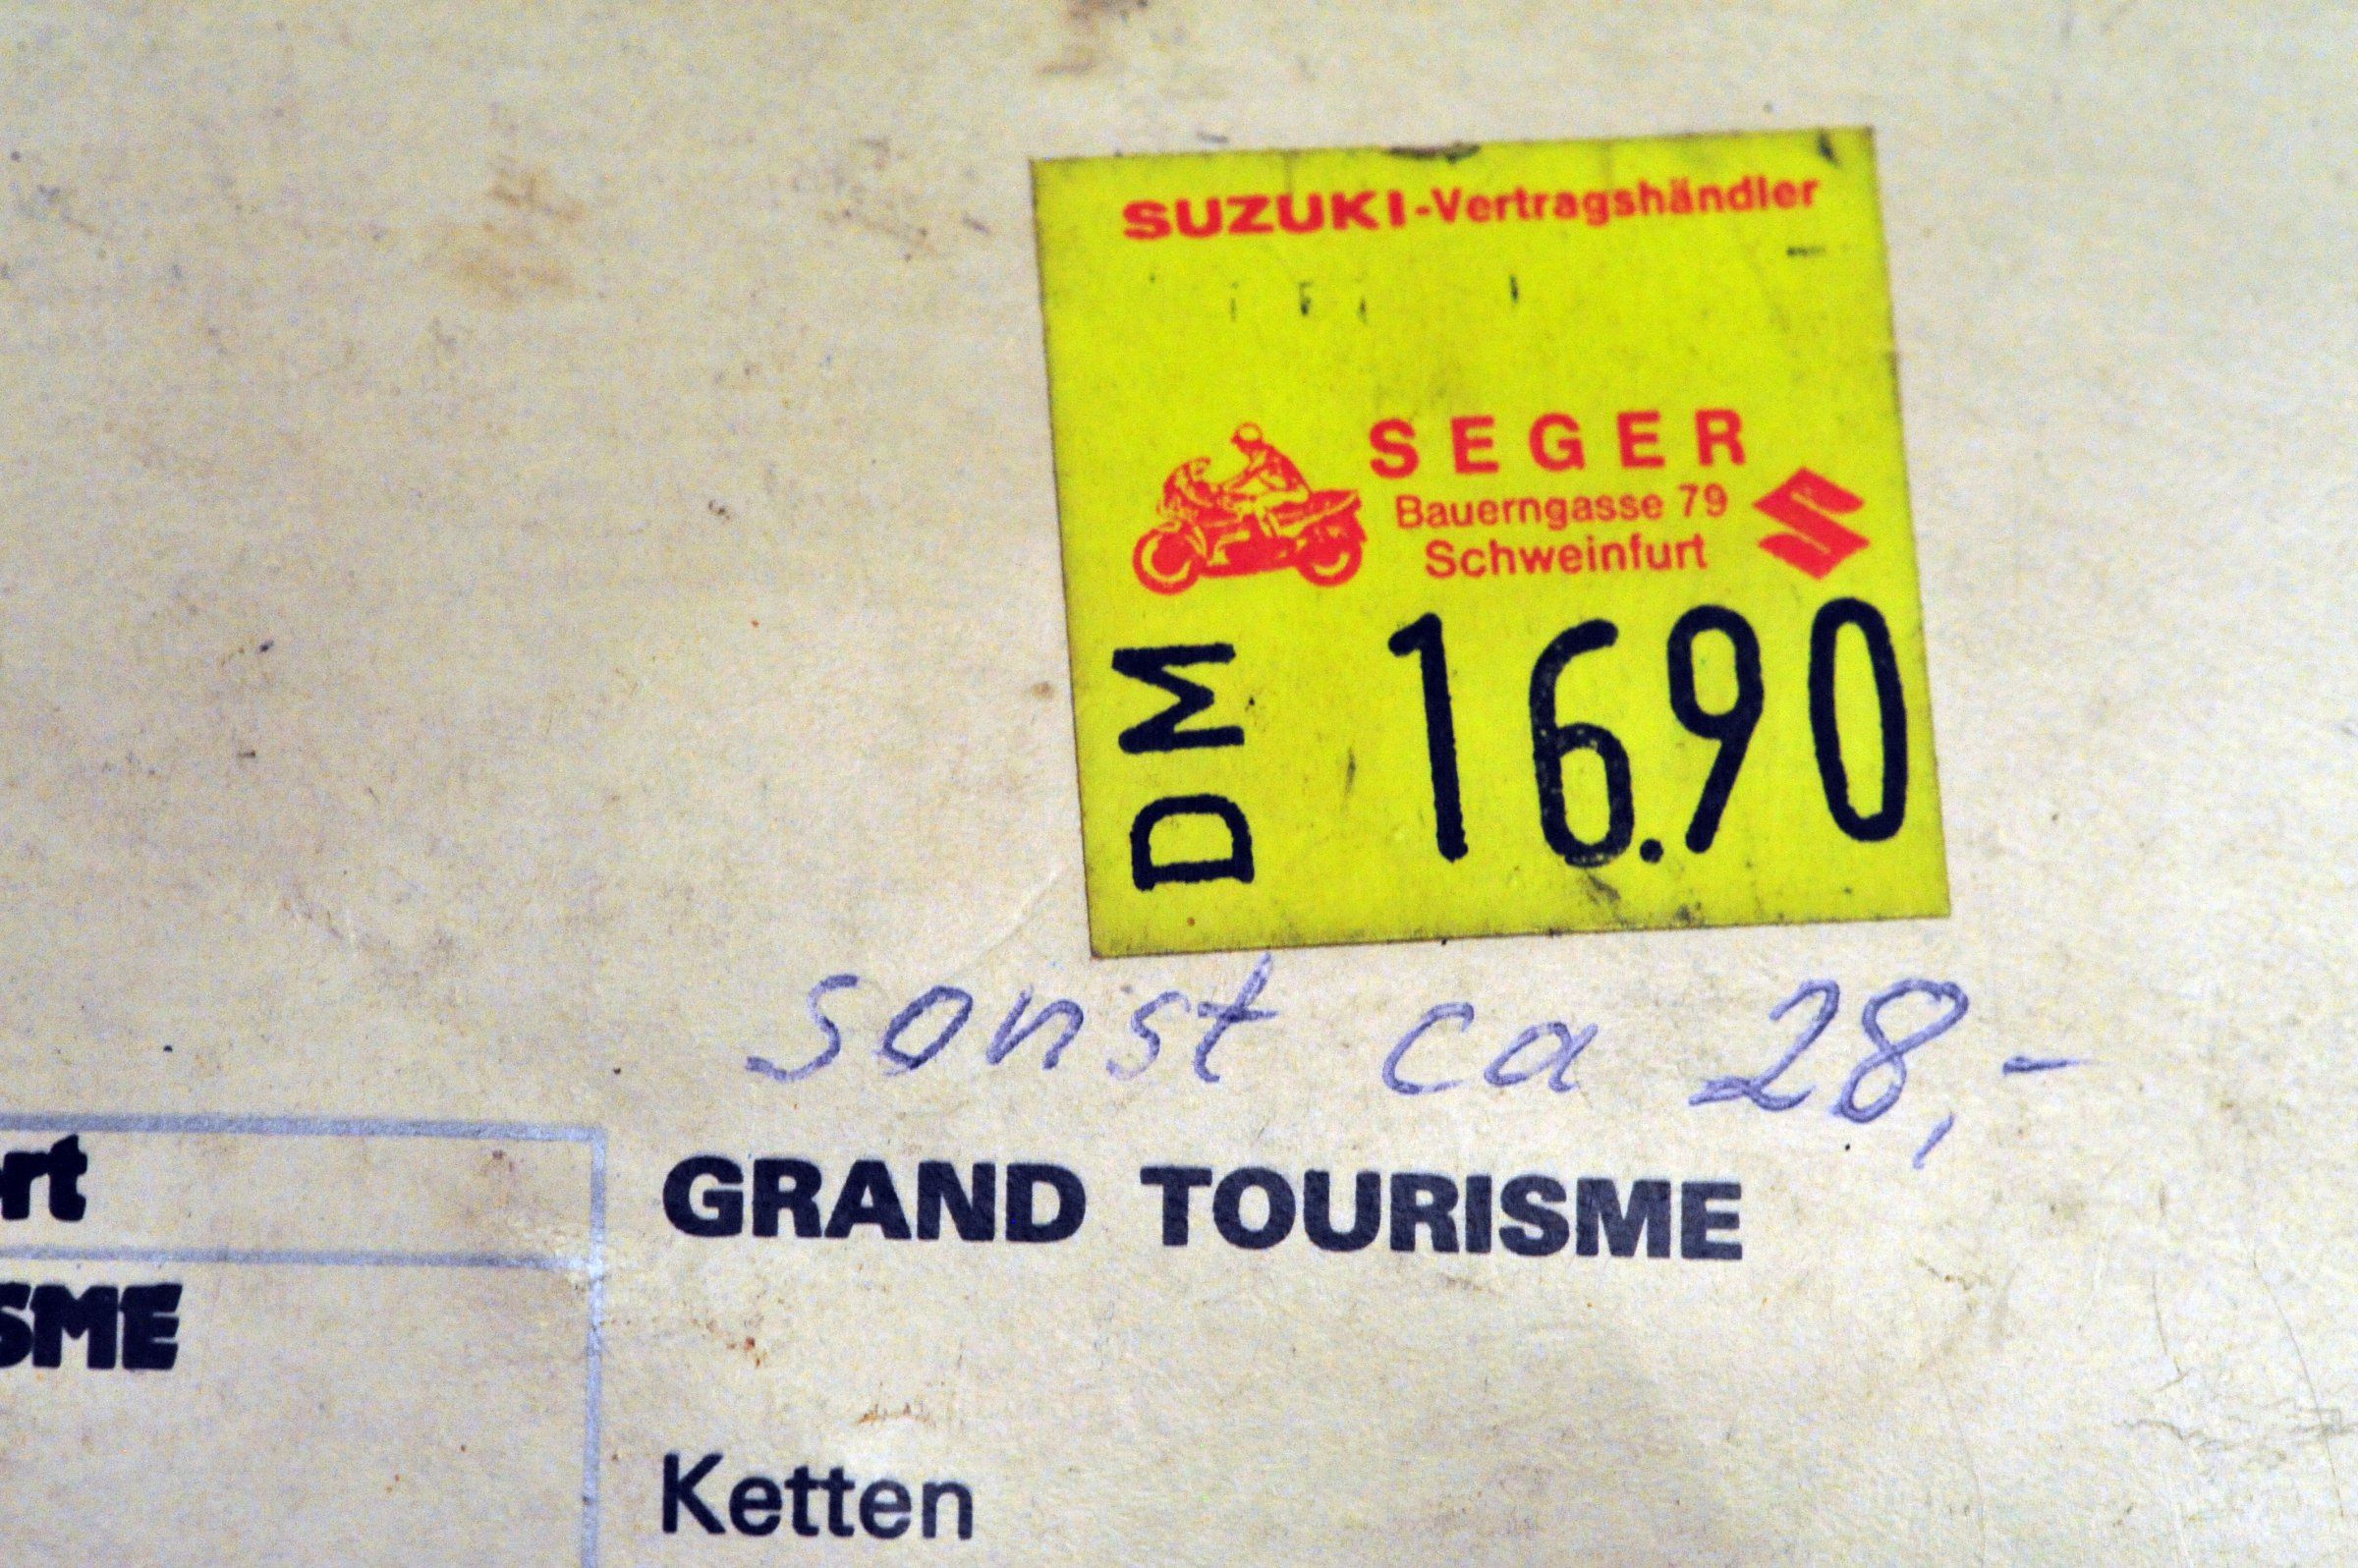 SUZUKI-Vertragshändler
SEGER
Bauerngasse 79
Schweinfurt
DM 16.90
sonst ca 28,-
GRAND TOURISME
Ketten
rt
SME